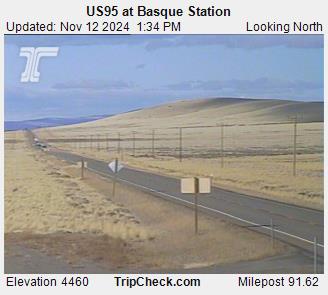 US95 at Basque Station
Updated: Nov 12 2024 1:34 PM Looking North
Elevation 4460 TripCheck.com Milepost 91.62